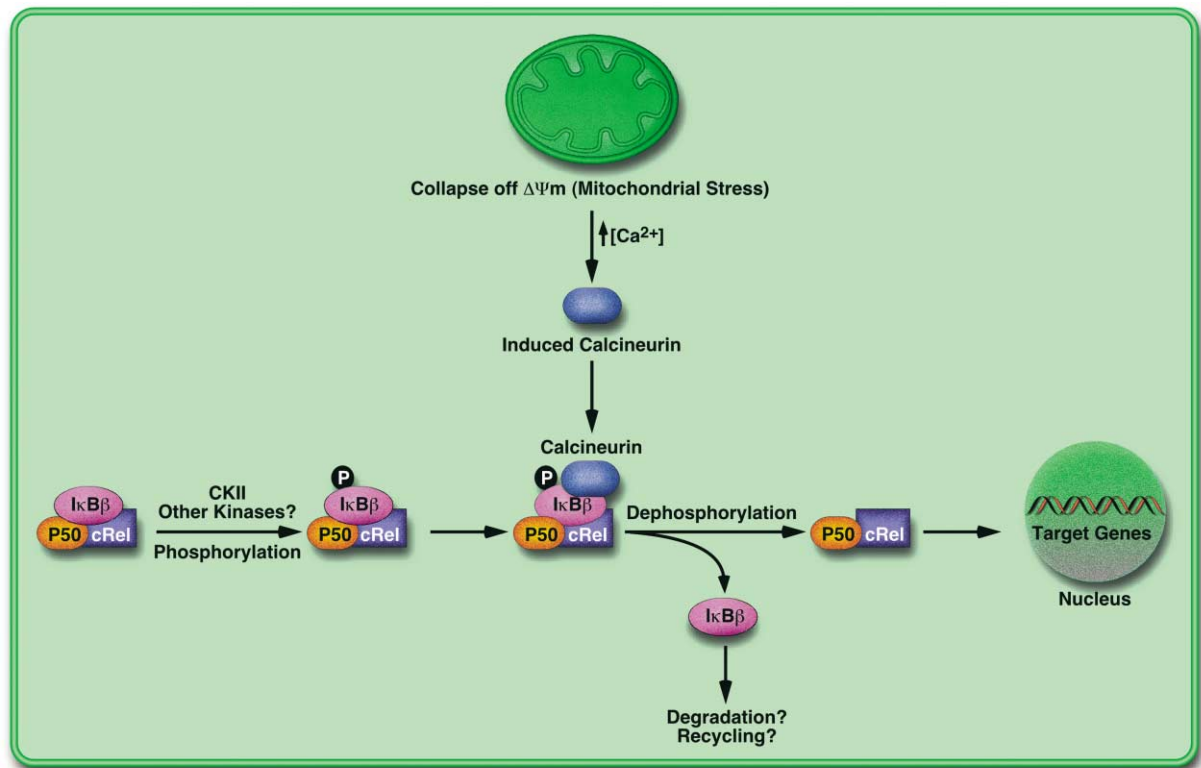 Collapse off ΔΨm (Mitochondrial Stress)
[Ca²⁺]
Induced Calcineurin
Calcineurin
P
IκBβ
P50 cRel
CKII
Other Kinases?
Phosphorylation
P
IκBβ
P50 cRel
IκBβ
P50 cRel
Dephosphorylation
P50 cRel
Target Genes
Nucleus
IκBβ
Degradation?
Recycling?